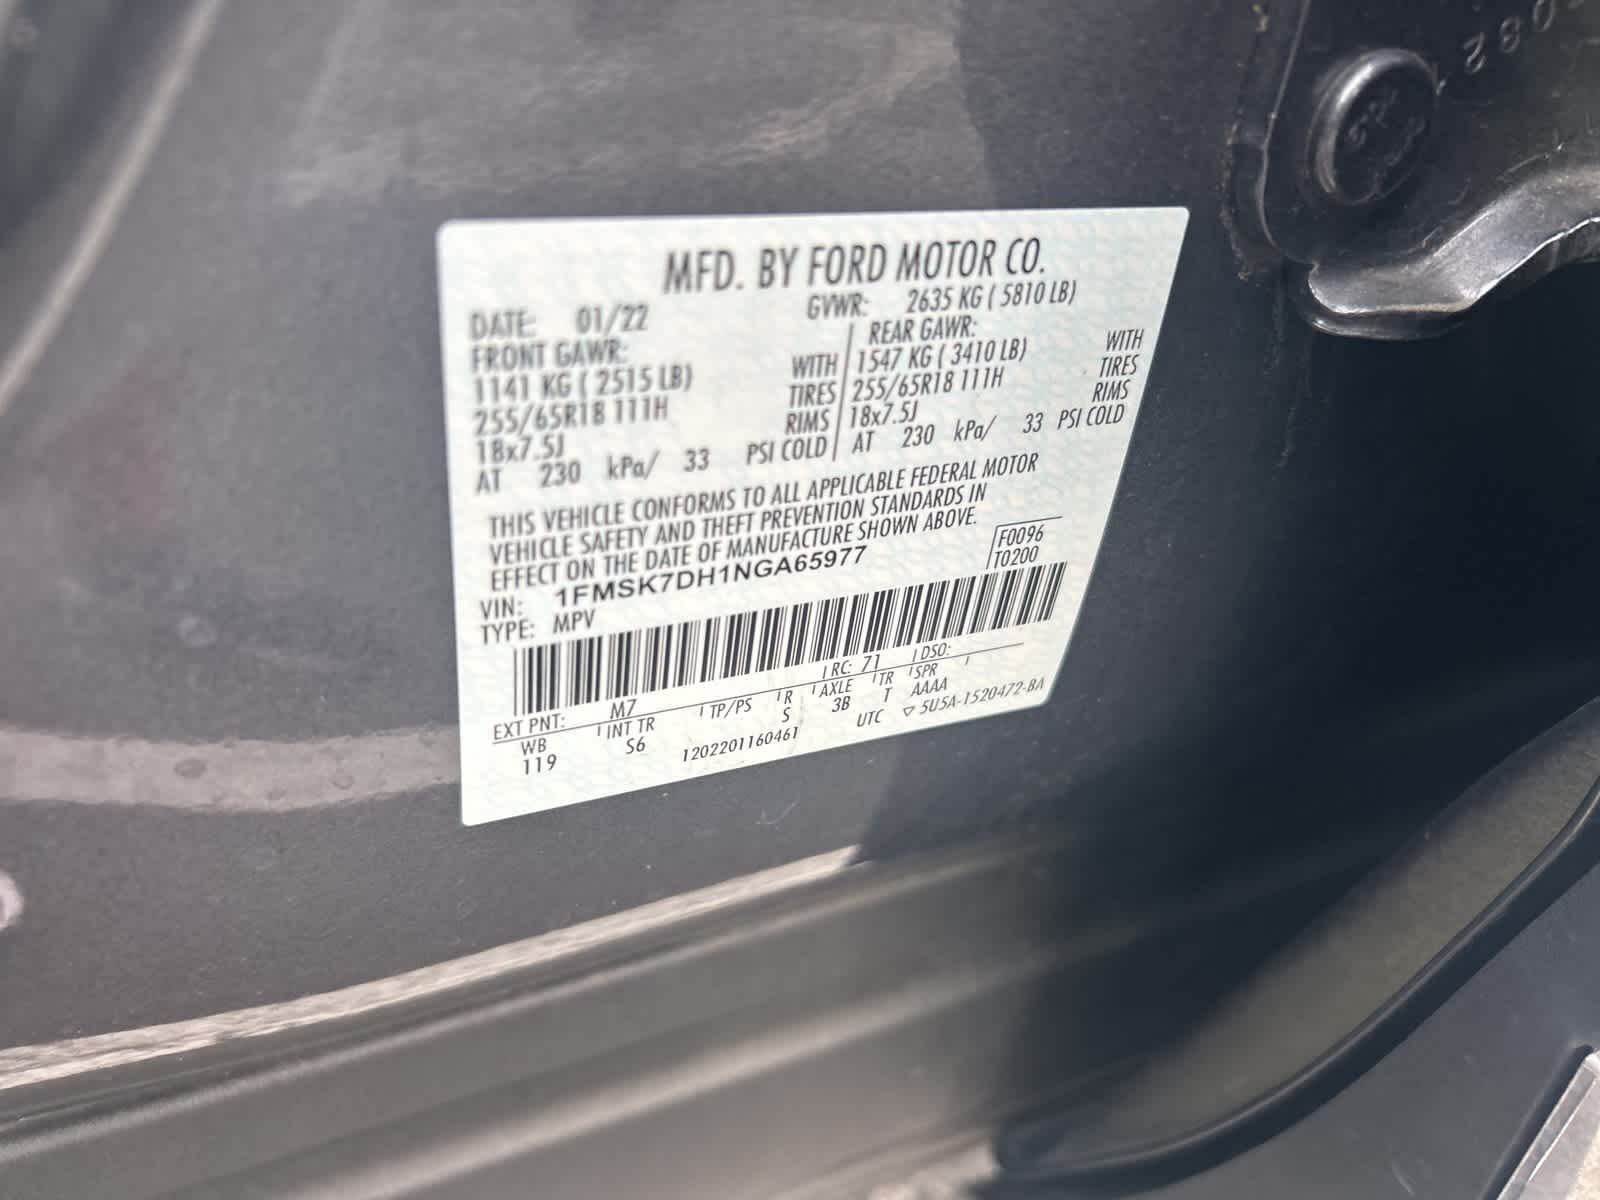 MFD. BY FORD MOTOR CO.
DATE: 01/22 GVWR: 2635 KG ( 5810 LB)
FRONT GAWR: REAR GAWR:
1141 KG ( 2515 LB) WITH 1547 KG ( 3410 LB) WITH
255/65R18 111H TIRES 255/65R18 111H TIRES
18x7.5J RIMS 18x7.5J RIMS
AT 230 kPa/ 33 PSI COLD AT 230 kPa/ 33 PSI COLD
THIS VEHICLE CONFORMS TO ALL APPLICABLE FEDERAL MOTOR
VEHICLE SAFETY AND THEFT PREVENTION STANDARDS IN
EFFECT ON THE DATE OF MANUFACTURE SHOWN ABOVE.
VIN: 1FMSK7DH1NGA65977 F0096
TYPE: MPV T0200
EXT PNT: M7 RC: 71 DSO:
WB INT TR TP/PS R AXLE TR SPR
119 S6 S 3B T AAAA
1202201160461 UTC ▽ 5U5A-1520472-BA